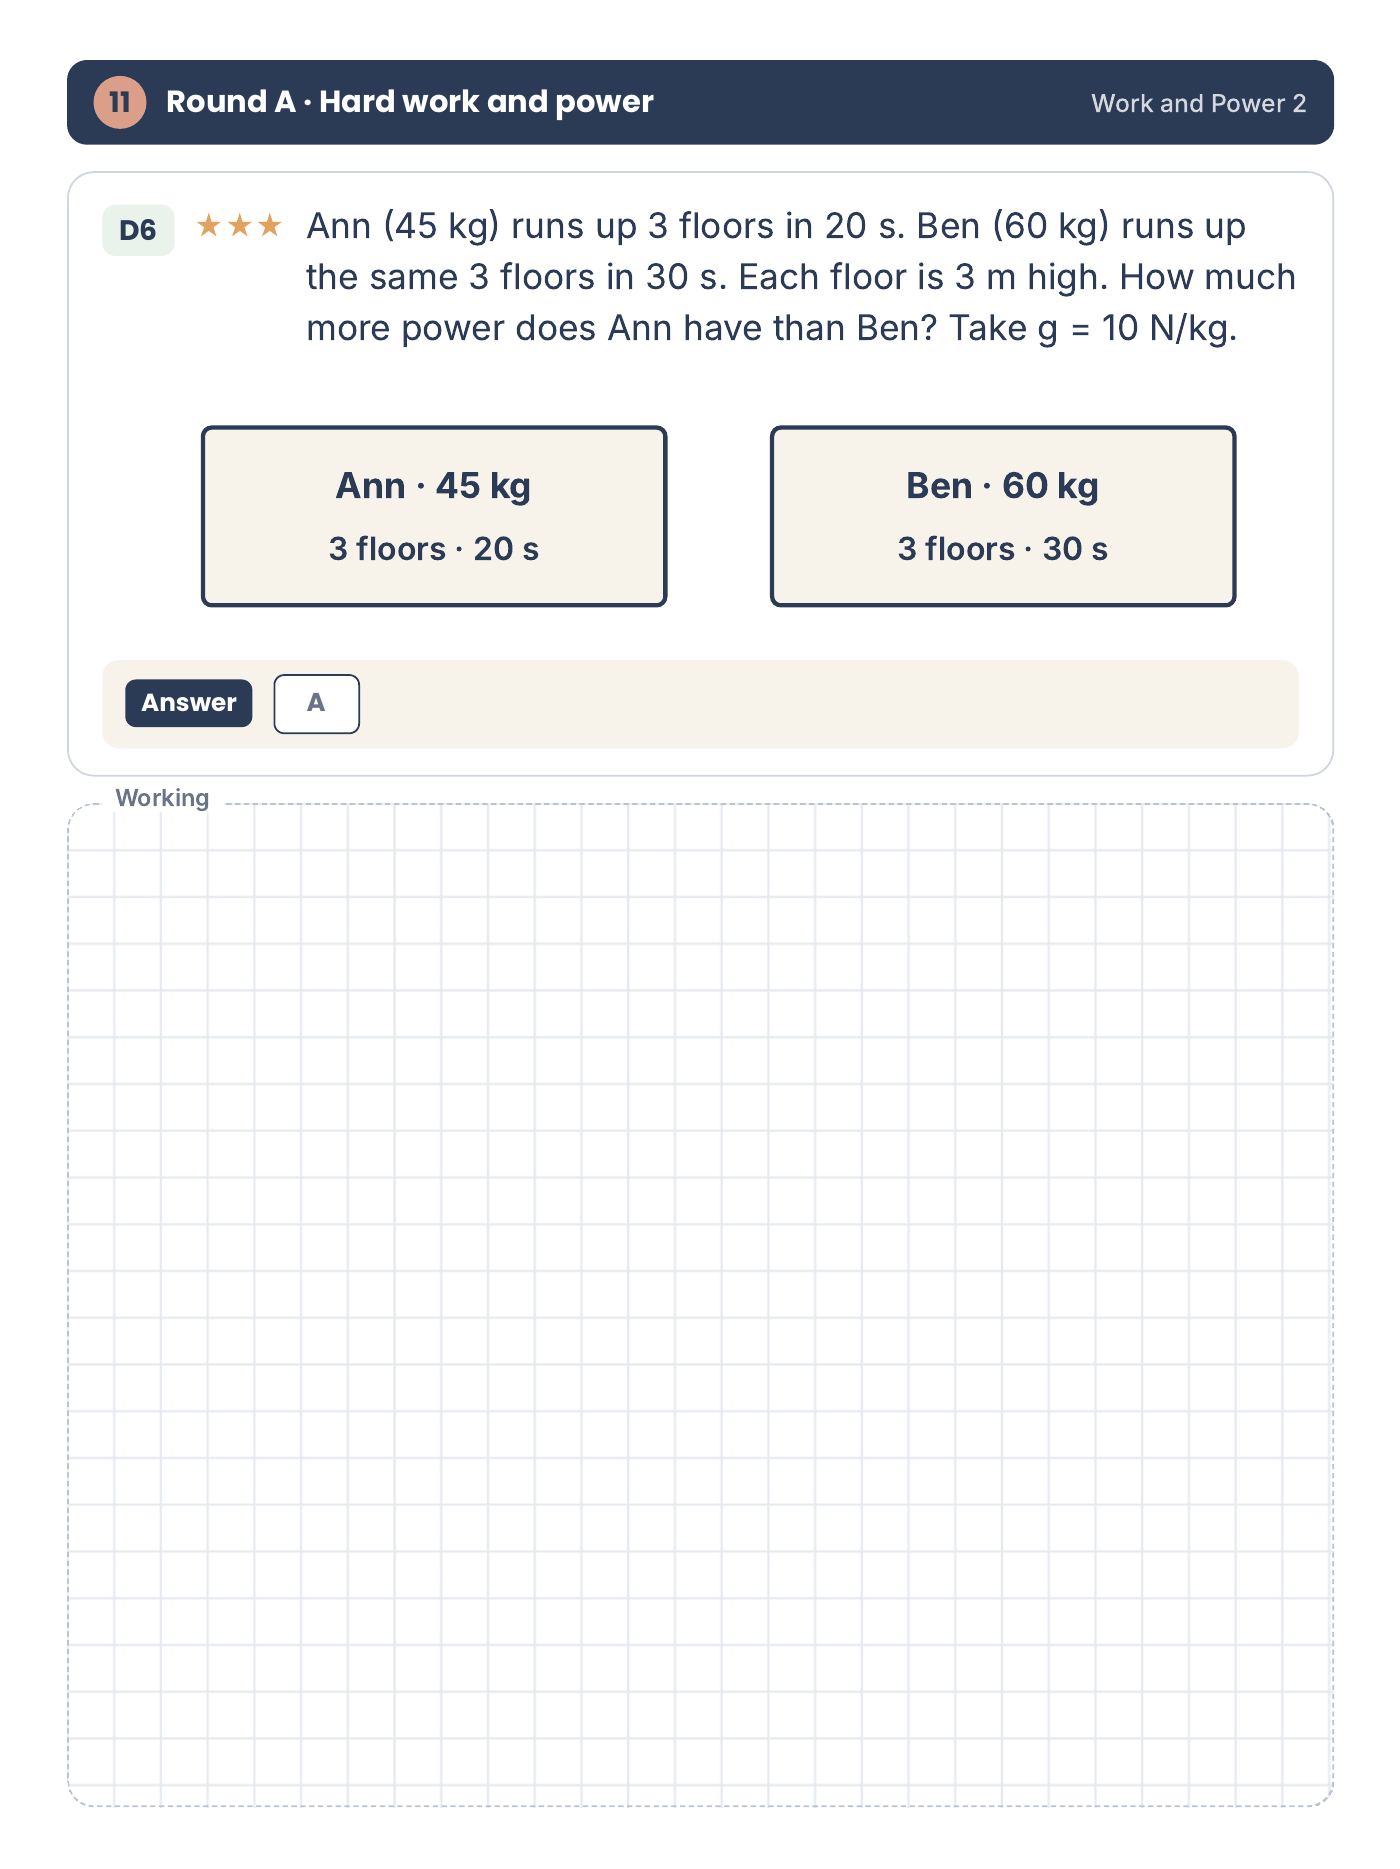 11 Round A · Hard work and power Work and Power 2
D6 ★★★ Ann (45 kg) runs up 3 floors in 20 s. Ben (60 kg) runs up
the same 3 floors in 30 s. Each floor is 3 m high. How much
more power does Ann have than Ben? Take g = 10 N/kg.
Ann · 45 kg
3 floors · 20 s
Ben · 60 kg
3 floors · 30 s
Answer A
Working